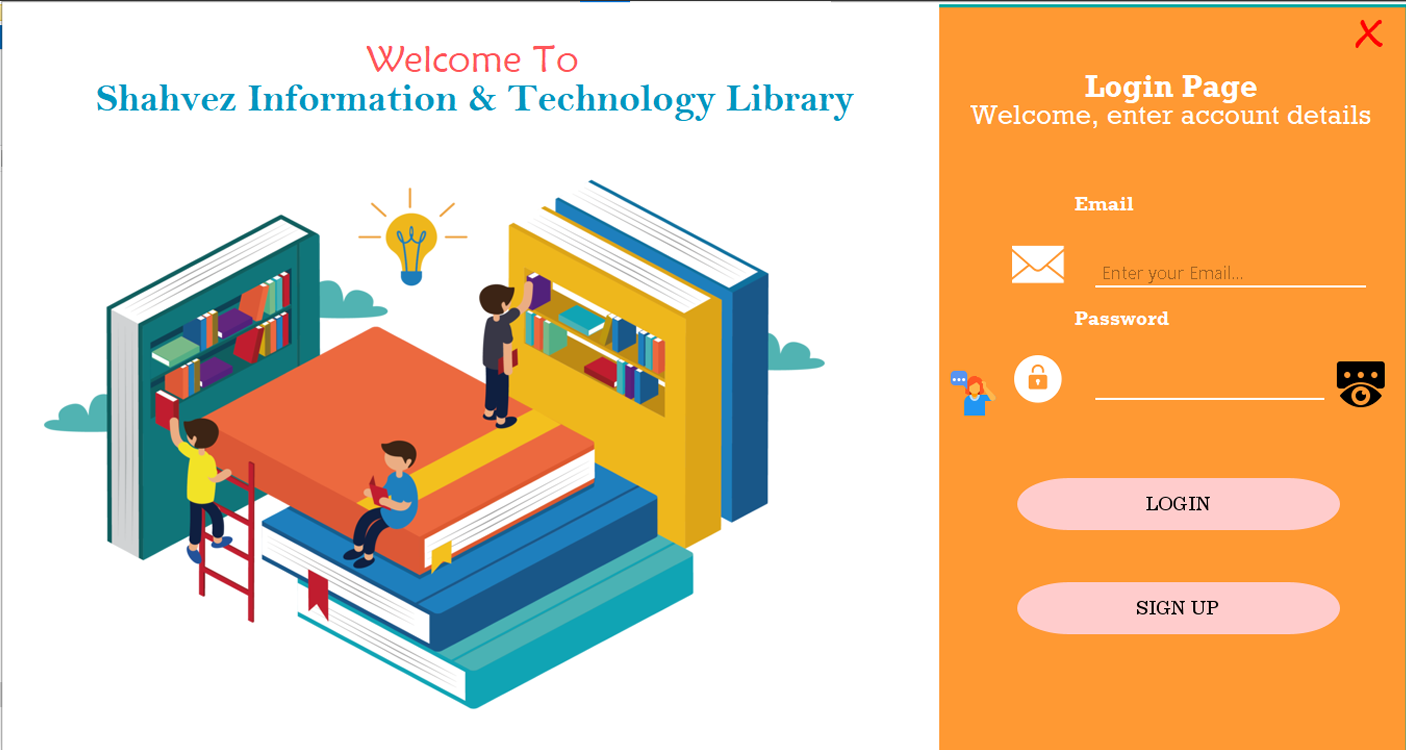 Welcome To
Shahvez Information & Technology Library
X
Login Page
Welcome, enter account details
Email
Enter your Email...
Password
LOGIN
SIGN UP